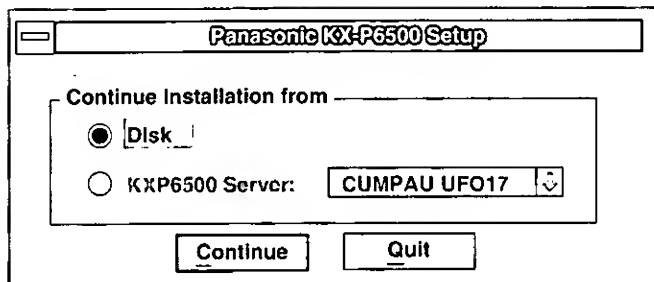 Panasonic KX-P6500 Setup
Continue Installation from
Disk
KXP6500 Server: CUMPAU UFO17
Continue Quit